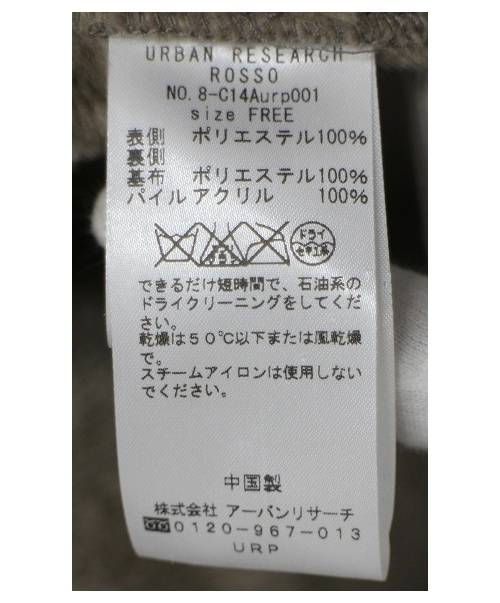 URBAN RESEARCH
ROSSO
NO.8-C14Aurp001
size FREE
表側 ポリエステル100%
裏側
基布 ポリエステル100%
パイル アクリル 100%
ドライ
セキユ系
できるだけ短時間で、石油系の
ドライクリーニングをしてくだ
さい。
乾燥は50℃以下または風乾燥
で。
スチームアイロンは使用しない
でください。
中国製
株式会社 アーバンリサーチ
0120-967-013
URP